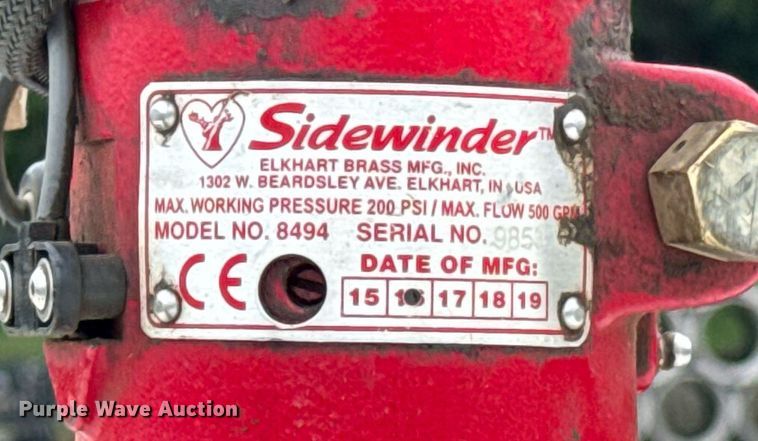 Sidewinder™
ELKHART BRASS MFG., INC.
1302 W. BEARDSLEY AVE. ELKHART, IN, USA
MAX. WORKING PRESSURE 200 PSI / MAX. FLOW 500 GPM
MODEL NO. 8494 SERIAL NO.
CE
DATE OF MFG:
15 16 17 18 19
Purple Wave Auction